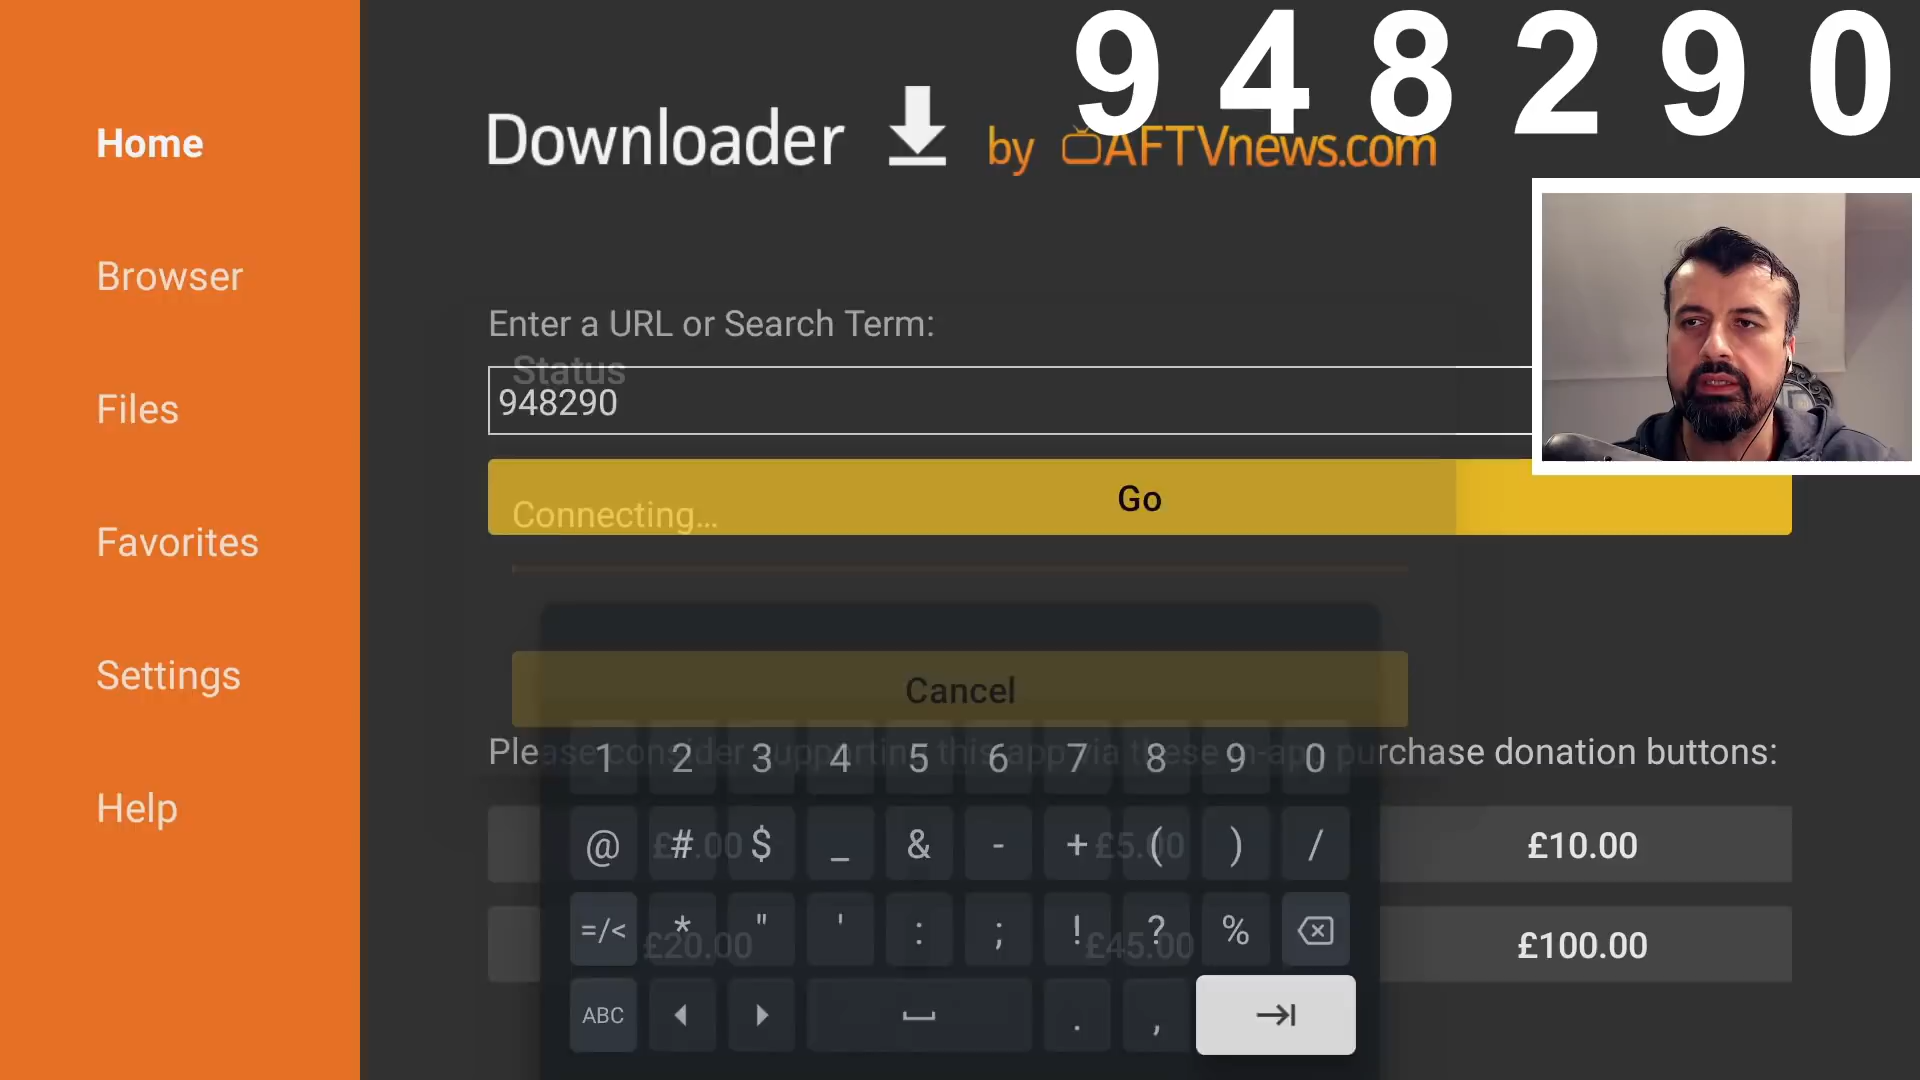 9 4 8 2 9 0
Home
Browser
Files
Favorites
Settings
Help
Downloader by AFTVnews.com
Enter a URL or Search Term:
Status
948290
Go
Connecting...
Cancel
Please consider supporting this app via these in-app purchase donation buttons:
1 2 3 4 5 6 7 8 9 0
@ # $ _ & - + ( ) /
£5.00 £10.00
=/< * " ' : ; ! ? %
£20.00 £45.00 £100.00
ABC . ,